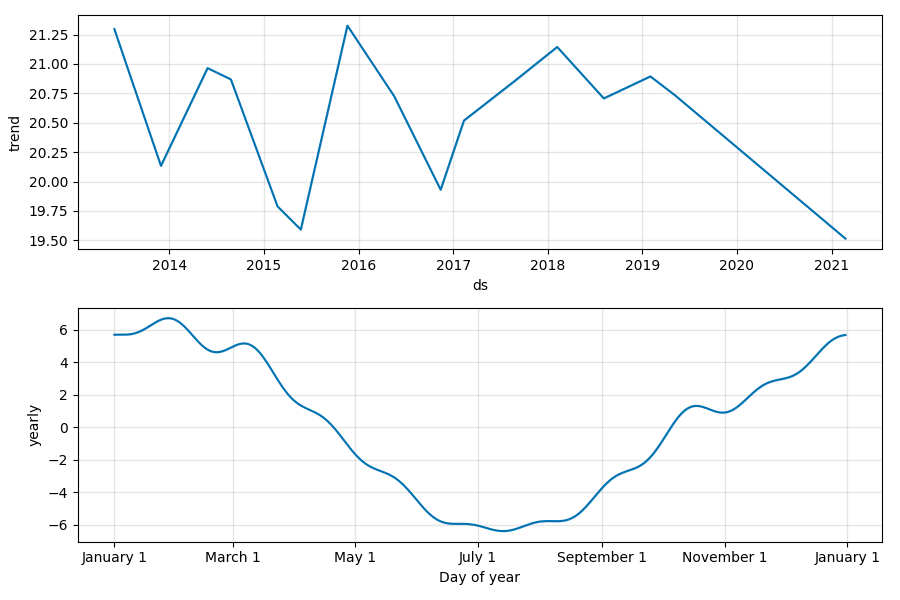 trend
21.25
21.00
20.75
20.50
20.25
20.00
19.75
19.50
2014 2015 2016 2017 2018 2019 2020 2021
ds
yearly
6
4
2
0
−2
−4
−6
January 1 March 1 May 1 July 1 September 1 November 1 January 1
Day of year